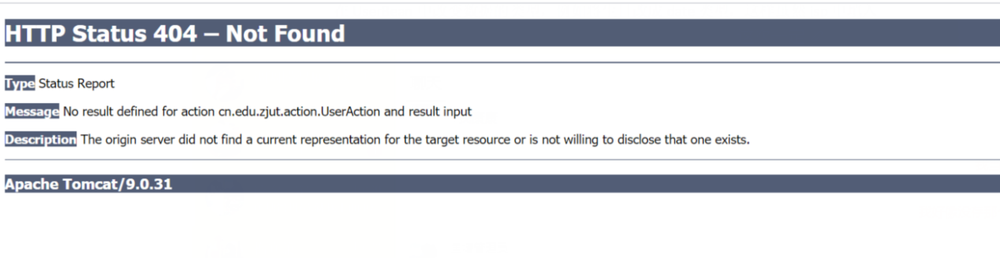 HTTP Status 404 – Not Found
Type Status Report
Message No result defined for action cn.edu.zjut.action.UserAction and result input
Description The origin server did not find a current representation for the target resource or is not willing to disclose that one exists.
Apache Tomcat/9.0.31